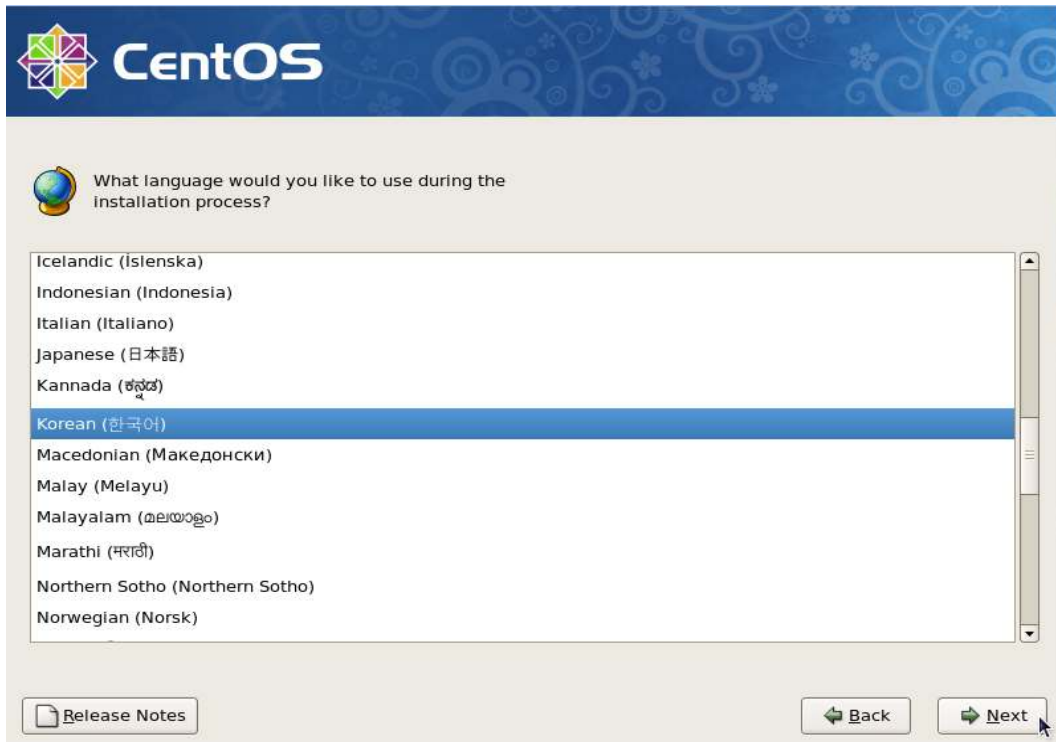 CentOS
What language would you like to use during the
installation process?
Icelandic (Íslenska)
Indonesian (Indonesia)
Italian (Italiano)
Japanese (日本語)
Kannada (ಕನ್ನಡ)
Korean (한국어)
Macedonian (Македонски)
Malay (Melayu)
Malayalam (മലയാളം)
Marathi (मराठी)
Northern Sotho (Northern Sotho)
Norwegian (Norsk)
Release Notes
Back
Next